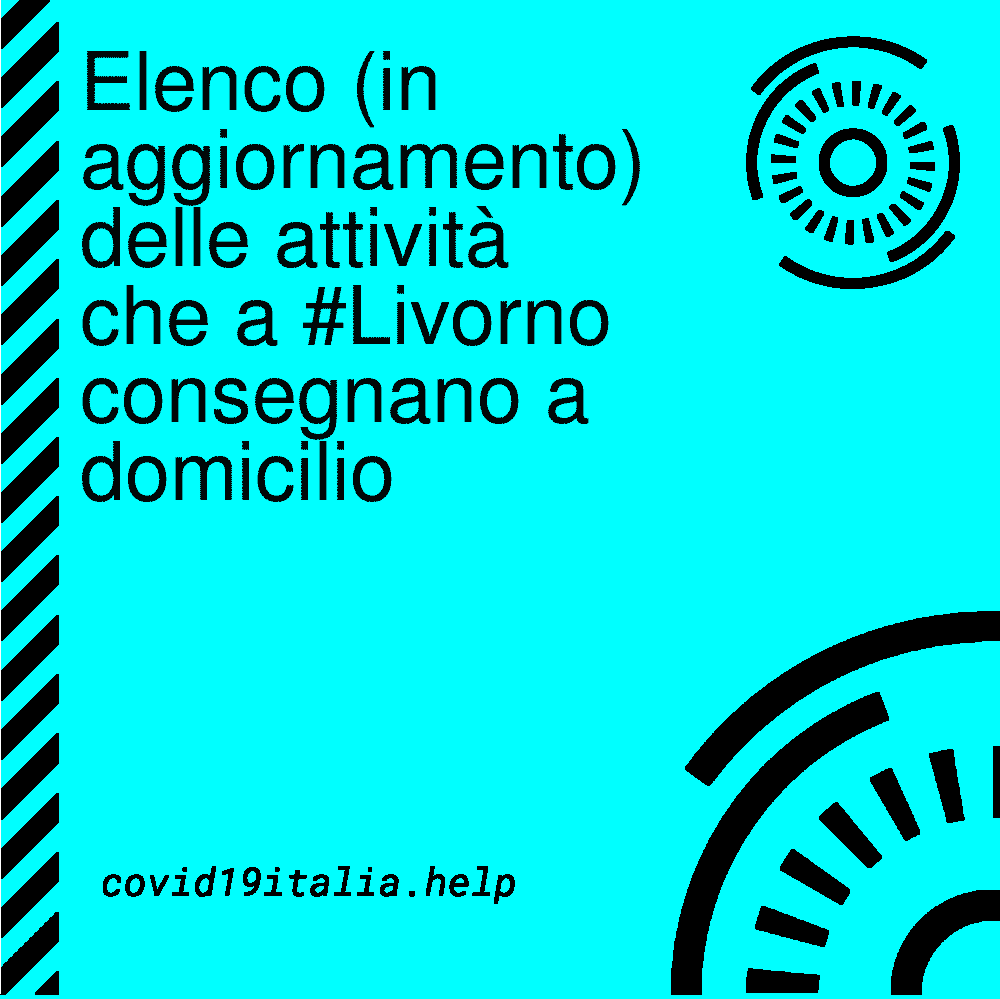 Elenco (in
aggiornamento)
delle attività
che a #Livorno
consegnano a
domicilio
covid19italia.help